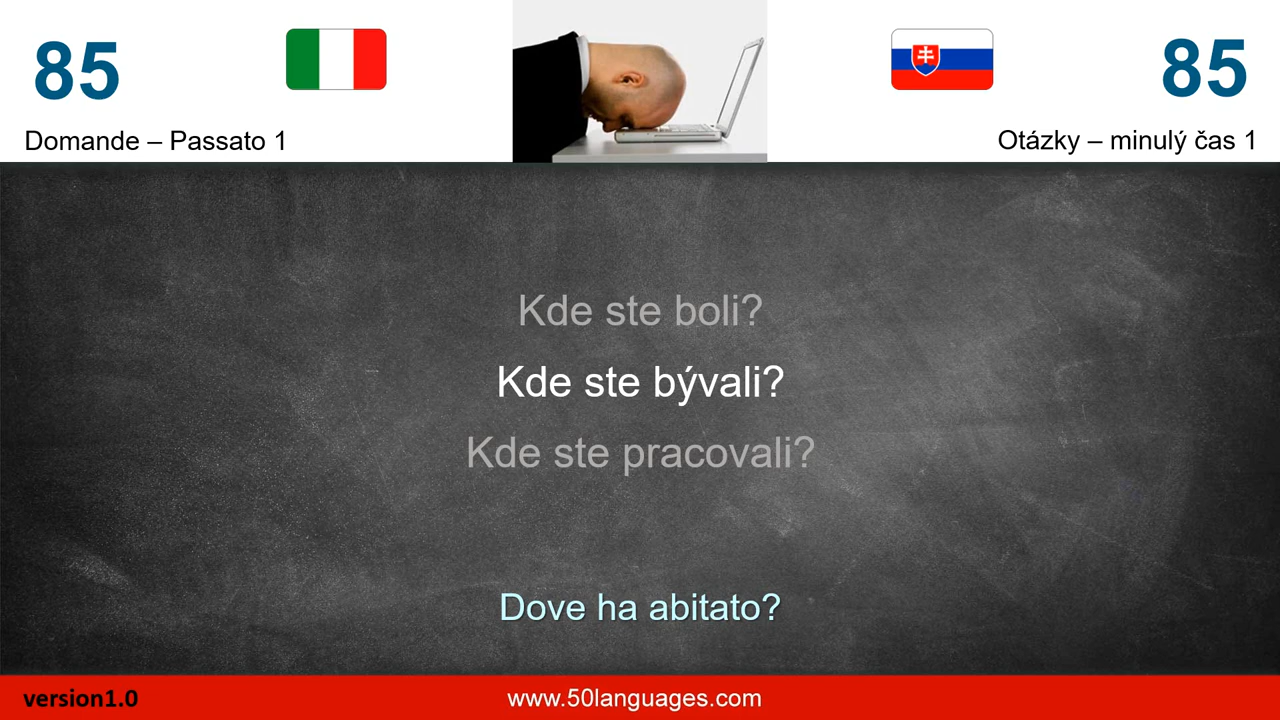 85
85
Domande – Passato 1
Otázky – minulý čas 1
Kde ste boli?
Kde ste bývali?
Kde ste pracovali?
Dove ha abitato?
version1.0
www.50languages.com